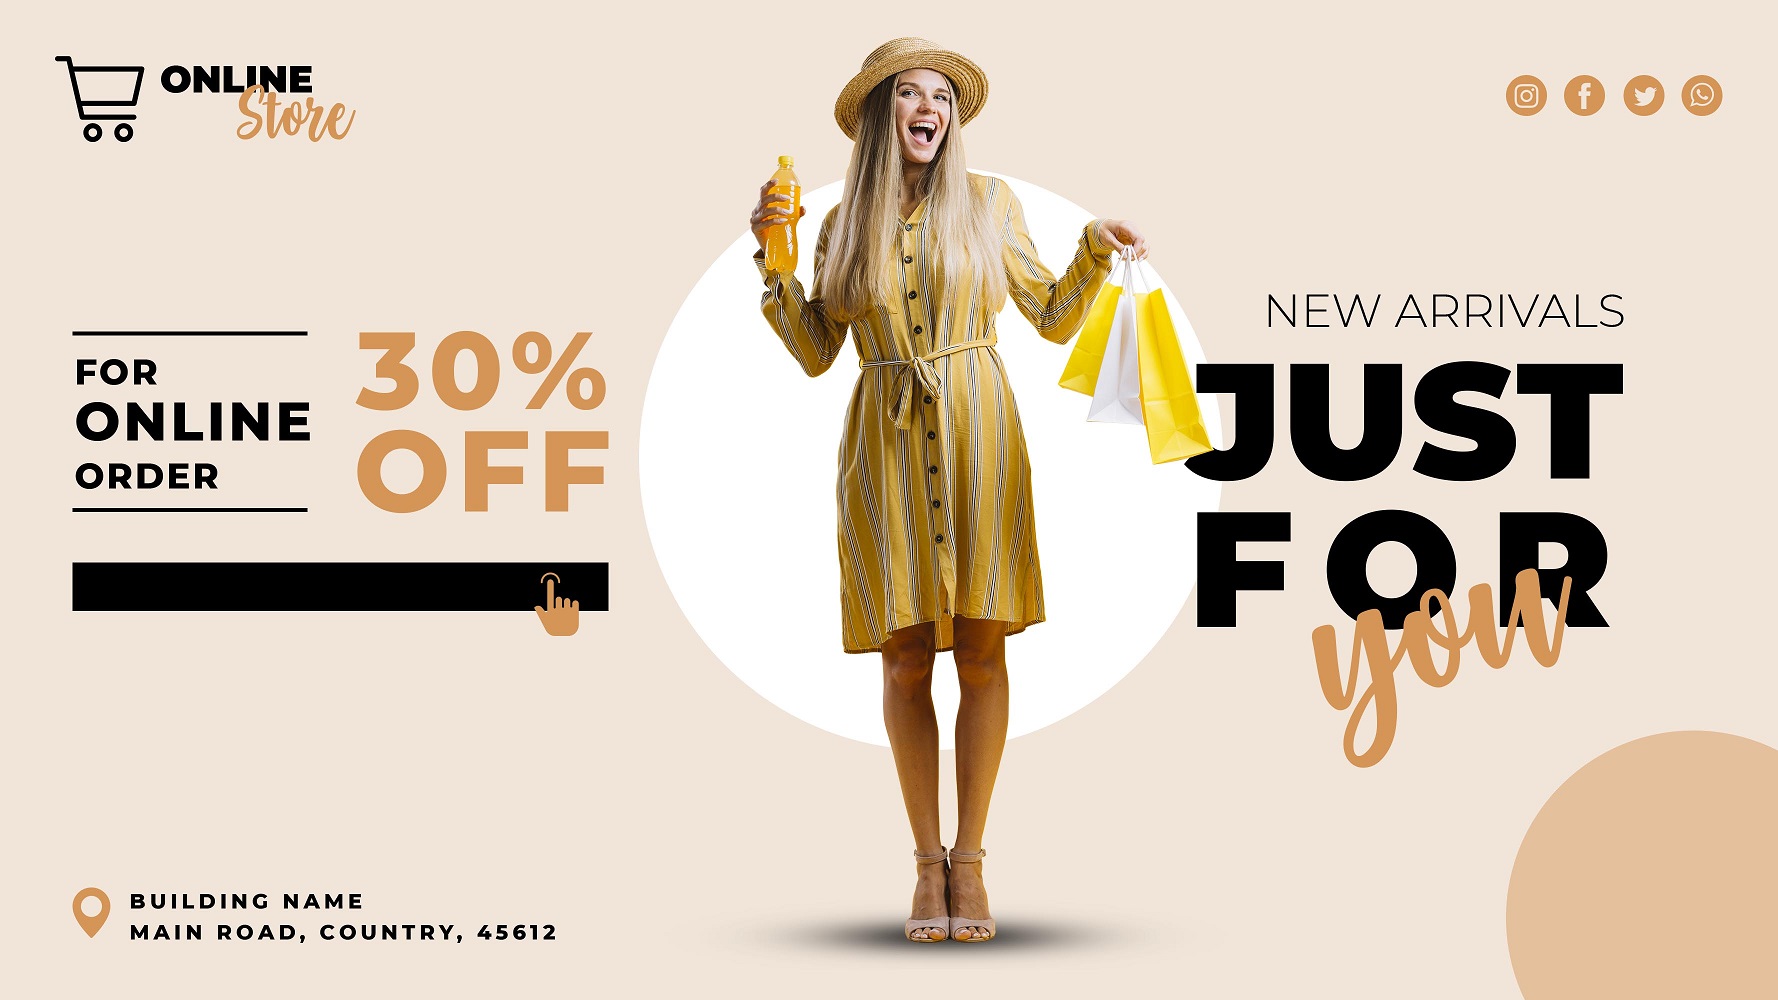 ONLINE
Store
FOR
ONLINE
ORDER
30%
OFF
NEW ARRIVALS
JUST
FOR
you
BUILDING NAME
MAIN ROAD, COUNTRY, 45612